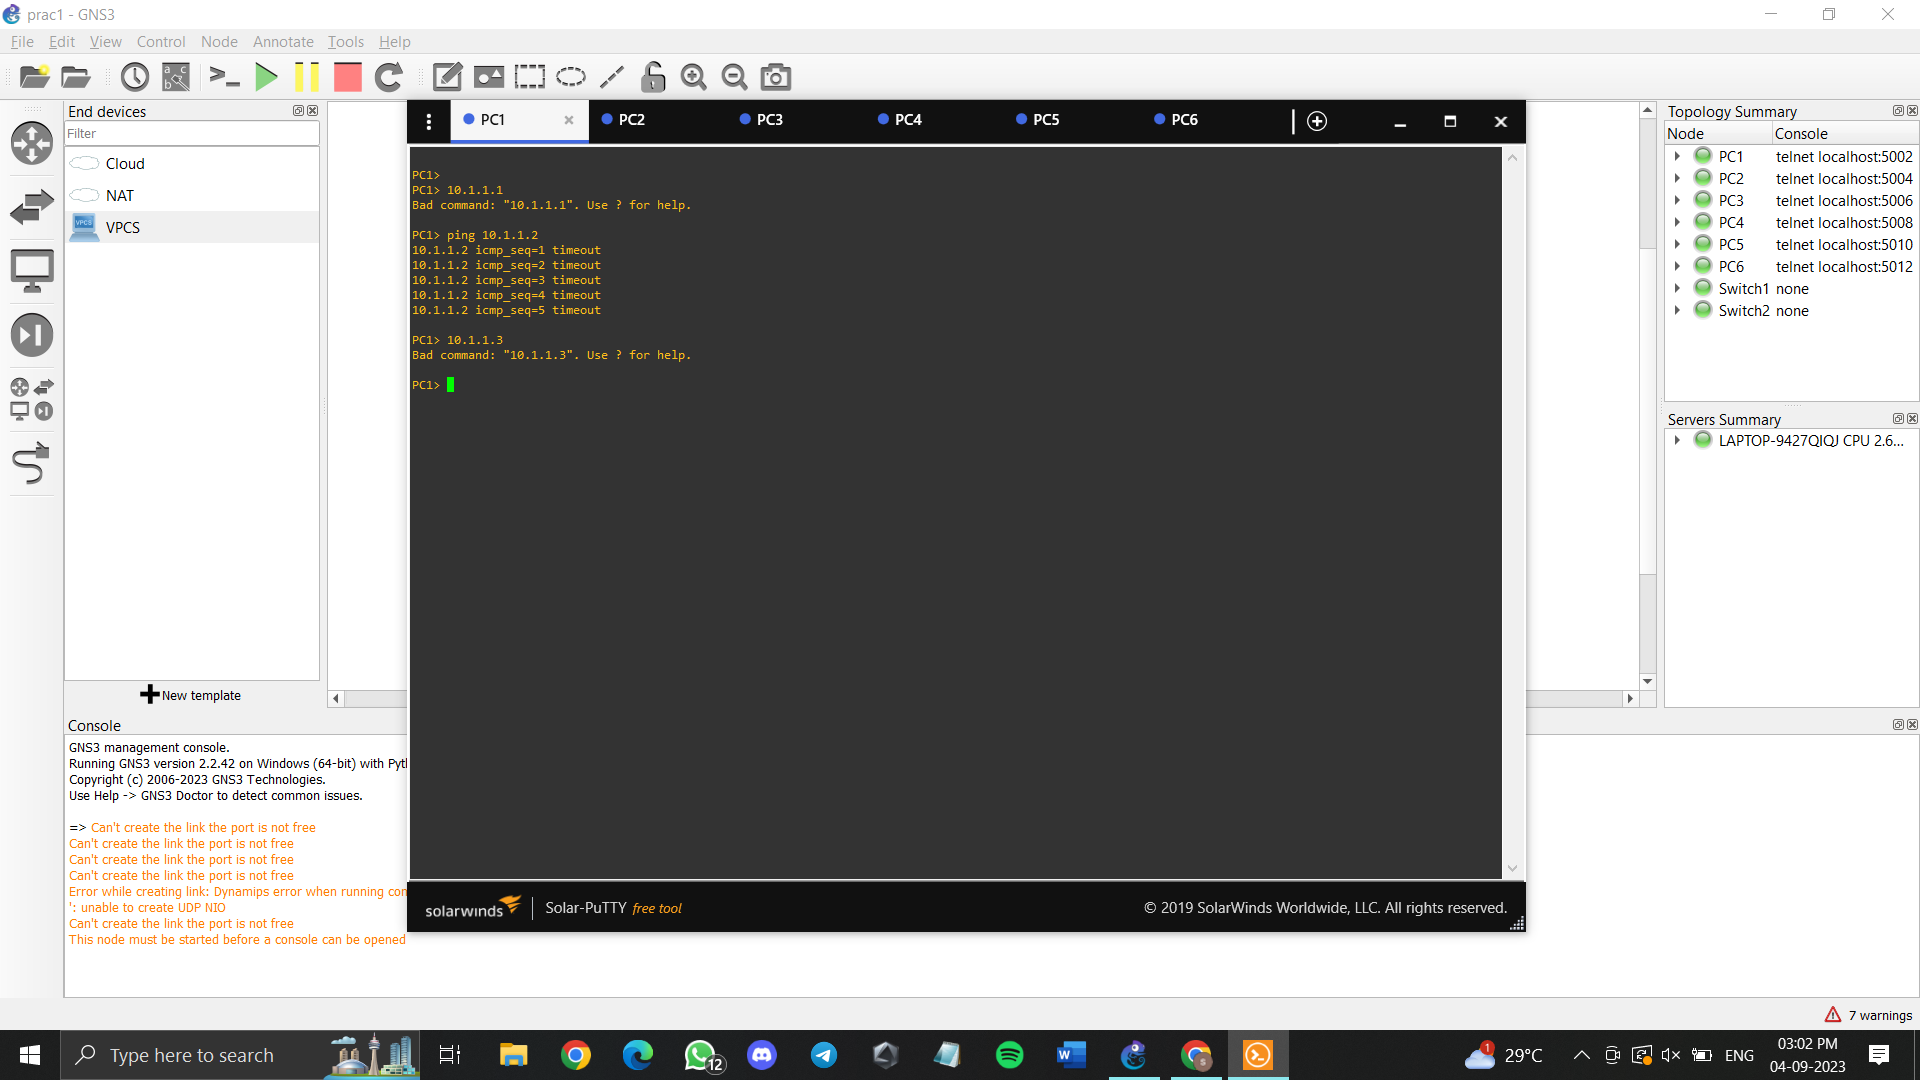 prac1 - GNS3
File Edit View Control Node Annotate Tools Help
End devices
Filter
Cloud
NAT
VPCS
VPCS
New template
PC1
PC2
PC3
PC4
PC5
PC6
PC1>
PC1> 10.1.1.1
Bad command: "10.1.1.1". Use ? for help.
PC1> ping 10.1.1.2
10.1.1.2 icmp_seq=1 timeout
10.1.1.2 icmp_seq=2 timeout
10.1.1.2 icmp_seq=3 timeout
10.1.1.2 icmp_seq=4 timeout
10.1.1.2 icmp_seq=5 timeout
PC1> 10.1.1.3
Bad command: "10.1.1.3". Use ? for help.
PC1>
solarwinds
Solar-PuTTY free tool
© 2019 SolarWinds Worldwide, LLC. All rights reserved.
Topology Summary
Node Console
PC1 telnet localhost:5002
PC2 telnet localhost:5004
PC3 telnet localhost:5006
PC4 telnet localhost:5008
PC5 telnet localhost:5010
PC6 telnet localhost:5012
Switch1 none
Switch2 none
Servers Summary
LAPTOP-9427QIQJ CPU 2.6...
Console
GNS3 management console.
Running GNS3 version 2.2.42 on Windows (64-bit) with
Copyright (c) 2006-2023 GNS3 Technologies.
Use Help -> GNS3 Doctor to detect common issues.
=> Can't create the link the port is not free
Can't create the link the port is not free
Can't create the link the port is not free
Can't create the link the port is not free
Error while creating link: Dynamips error when running
': unable to create UDP NIO
Can't create the link the port is not free
This node must be started before a console can be opened
7 warnings
Type here to search
12
1
29°C
ENG
03:02 PM
04-09-2023